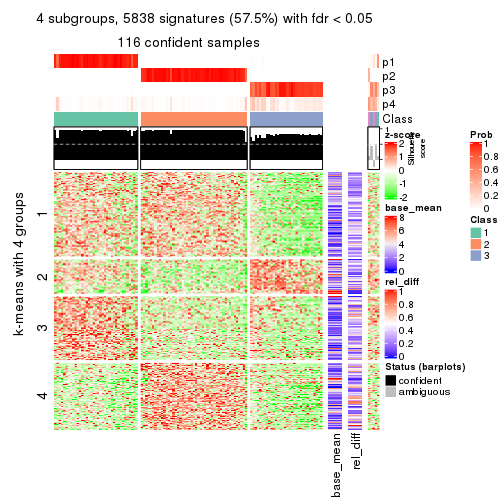 4 subgroups, 5838 signatures (57.5%) with fdr < 0.05
116 confident samples
p1
p2
p3
p4
Class
1
Silhouette
score
k-means with 4 groups
1
2
3
4
base_mean
rel_diff
z-score
2
1
0
-1
-2
base_mean
8
6
4
2
0
rel_diff
1
0.8
0.6
0.4
0.2
0
Status (barplots)
confident
ambiguous
Prob
1
0.8
0.6
0.4
0.2
0
Class
1
2
3